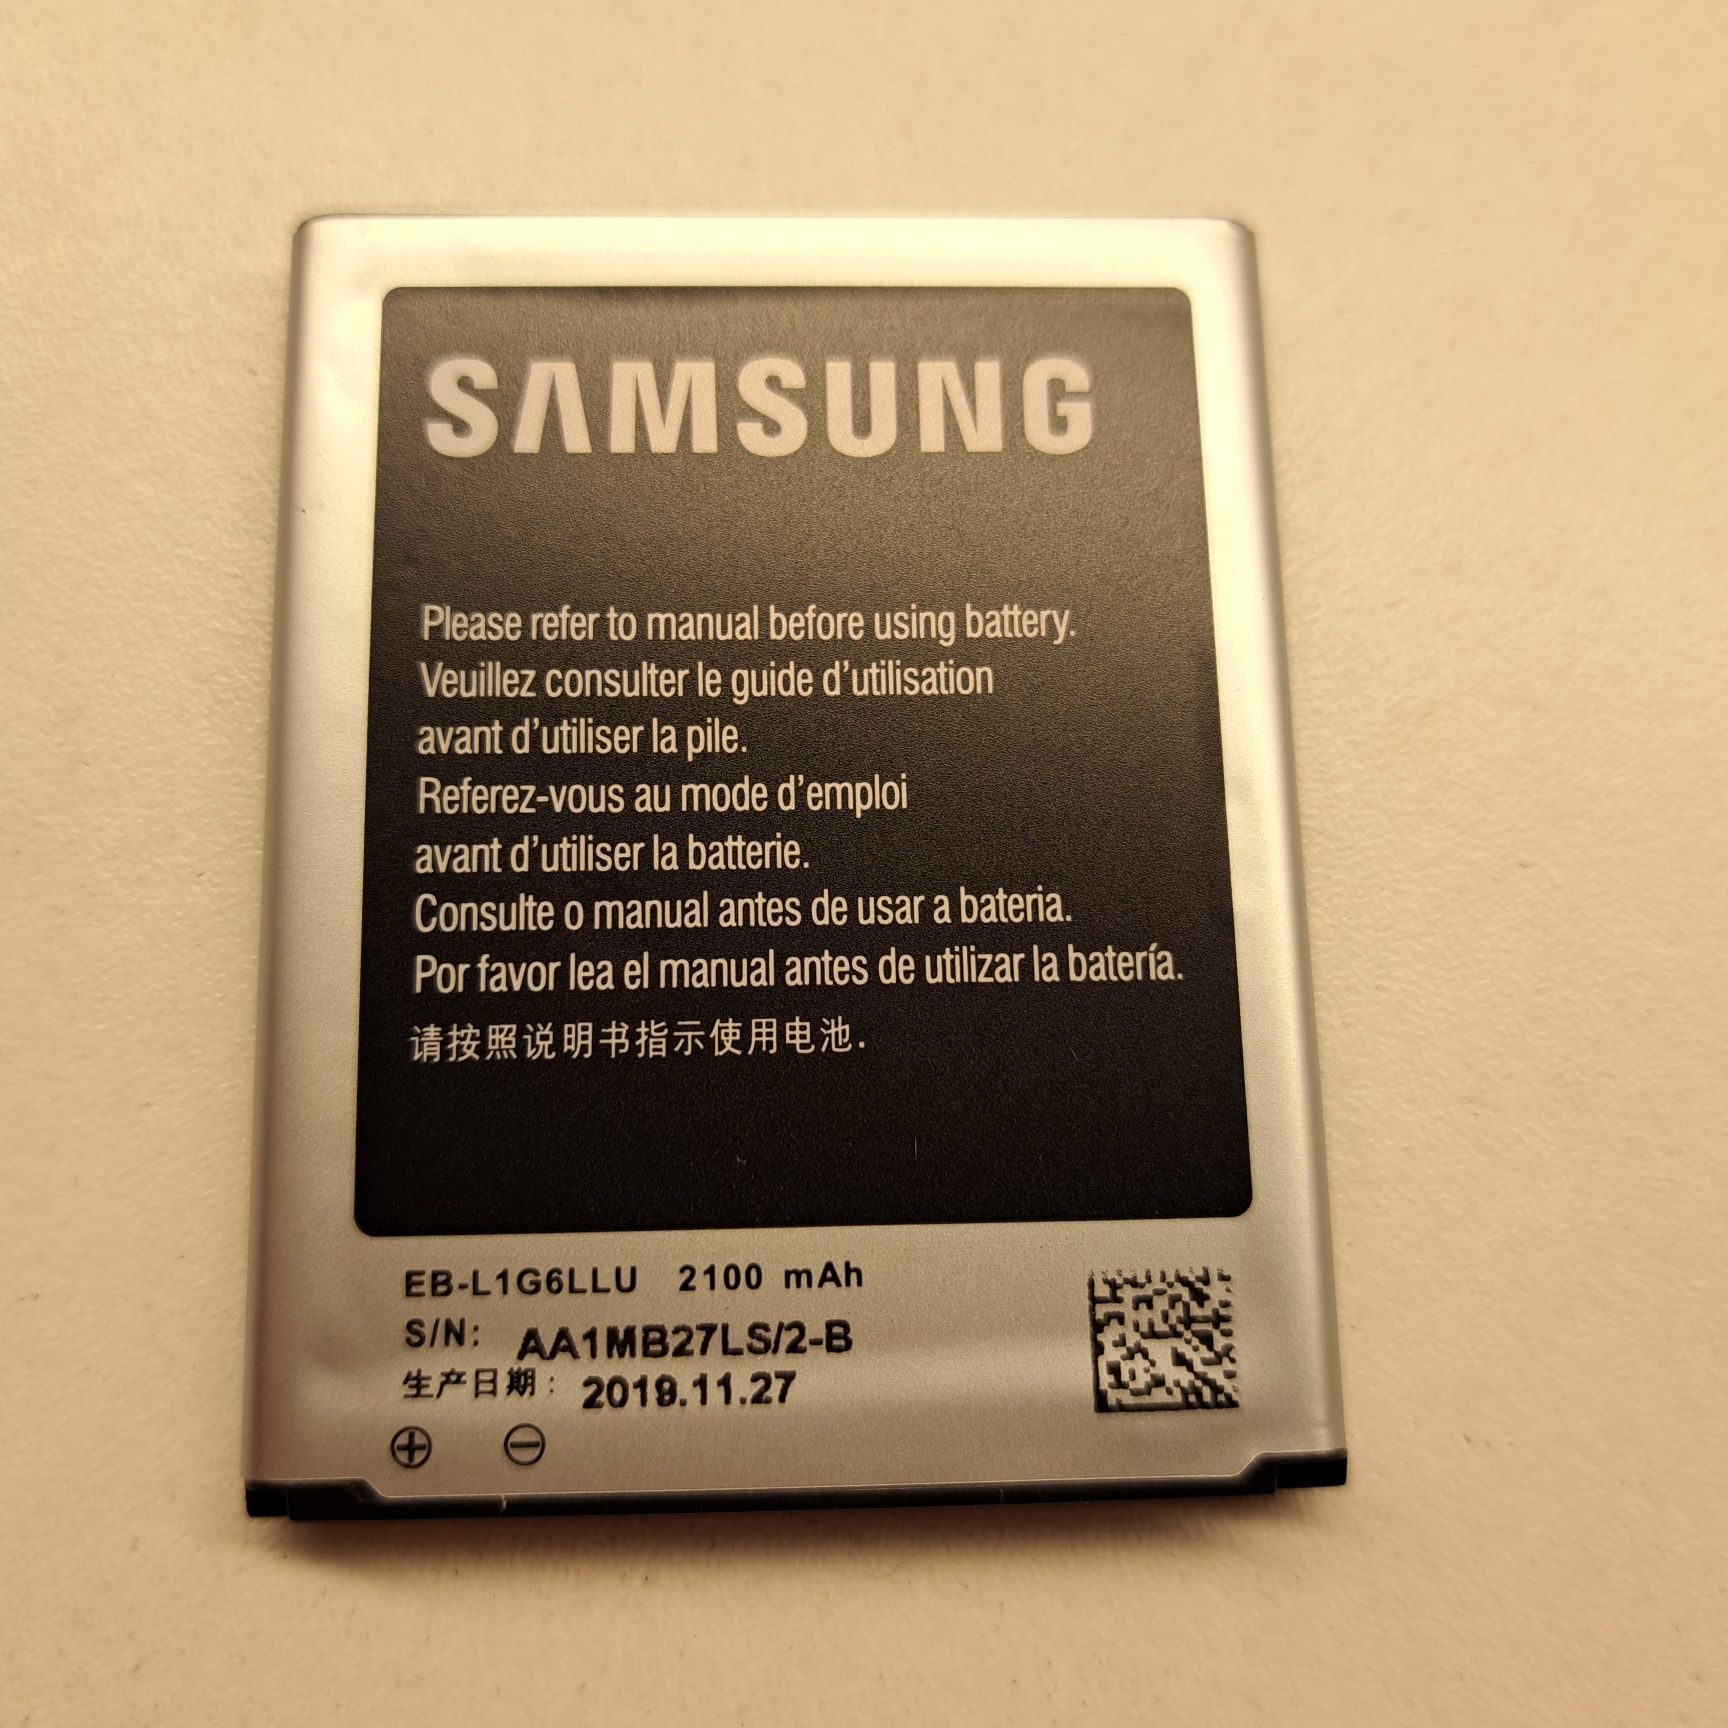 SAMSUNG
Please refer to manual before using battery.
Veuillez consulter le guide d'utilisation
avant d'utiliser la pile.
Referez-vous au mode d'emploi
avant d'utiliser la batterie.
Consulte o manual antes de usar a bateria.
Por favor lea el manual antes de utilizar la batería.
请按照说明书指示使用电池.
EB-L1G6LLU 2100 mAh
S/N: AA1MB27LS/2-B
生产日期: 2019.11.27